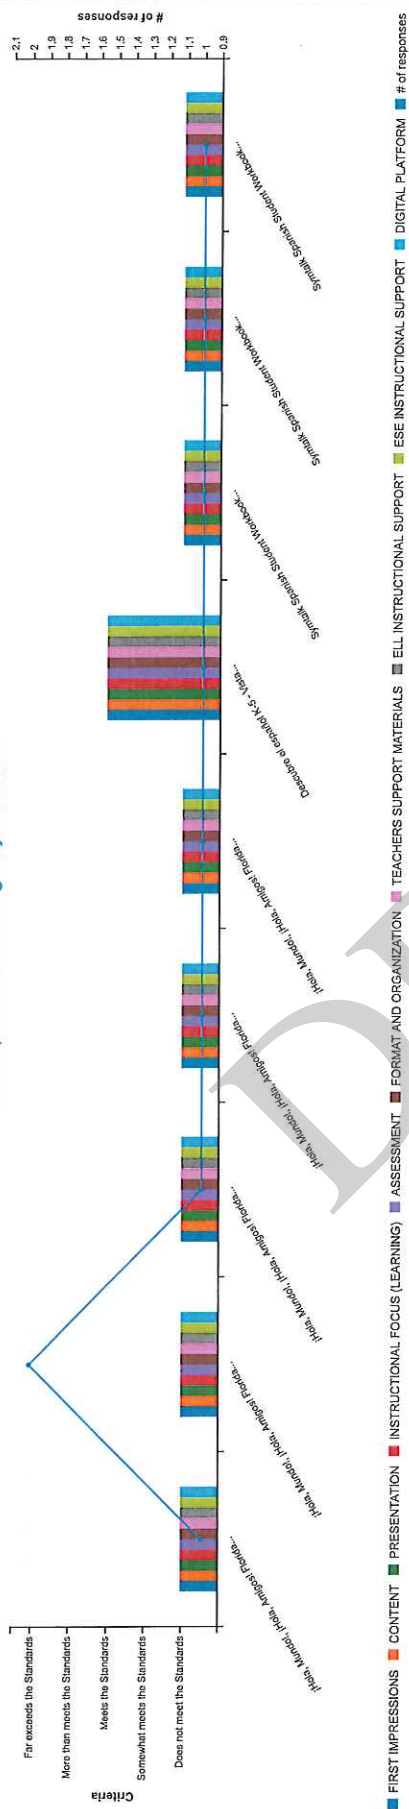 Criteria
Far exceeds the Standards
More than meets the Standards
Meets the Standards
Somewhat meets the Standards
Does not meet the Standards
# of responses
2.1
2
1.9
1.8
1.7
1.6
1.5
1.4
1.3
1.2
1.1
1
0.9
¡Hola, Mundo!, ¡Hola, Amigos! Florida...
¡Hola, Mundo!, ¡Hola, Amigos! Florida...
¡Hola, Mundo!, ¡Hola, Amigos! Florida...
¡Hola, Mundo!, ¡Hola, Amigos! Florida...
¡Hola, Mundo!, ¡Hola, Amigos! Florida...
Descubre el español K-5 - Vista...
Symtalk Spanish Student Workbook...
Symtalk Spanish Student Workbook...
Symtalk Spanish Student Workbook...
FIRST IMPRESSIONS CONTENT PRESENTATION INSTRUCTIONAL FOCUS (LEARNING) ASSESSMENT FORMAT AND ORGANIZATION TEACHERS SUPPORT MATERIALS ELL INSTRUCTIONAL SUPPORT ESE INSTRUCTIONAL SUPPORT DIGITAL PLATFORM # of responses